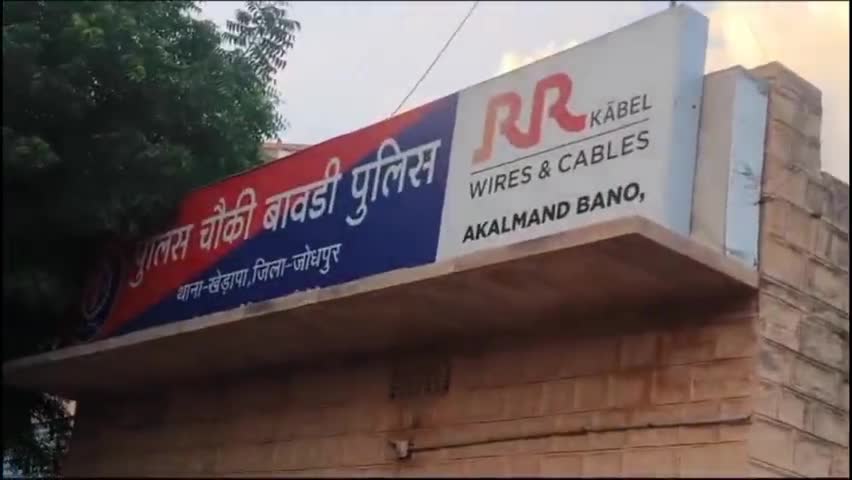 पुलिस चौकी बावडी पुलिस
थाना-खेड़ापा,जिला-जोधपुर
RR KABEL
WIRES & CABLES
AKALMAND BANO,